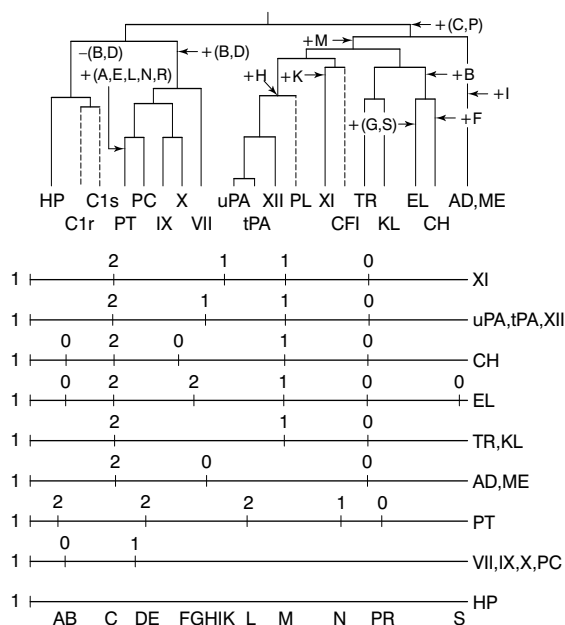 +(C,P)
+M
−(B,D) +(B,D)
+(A,E,L,N,R) +H +K +B
+I
+(G,S) +F
HP C1s PT PC IX X VII uPA XII PL XI TR EL AD,ME
C1r tPA CFI KL CH
2 1 1 0
1 XI
2 1 1 0
1 uPA,tPA,XII
0 2 0 1 0
1 CH
0 2 2 1 0 0
1 EL
2 1 0
1 TR,KL
2 0 0
1 AD,ME
2 2 2 1 0
1 PT
0 1
1 VII,IX,X,PC
1 HP
AB C DE FGHIK L M N PR S